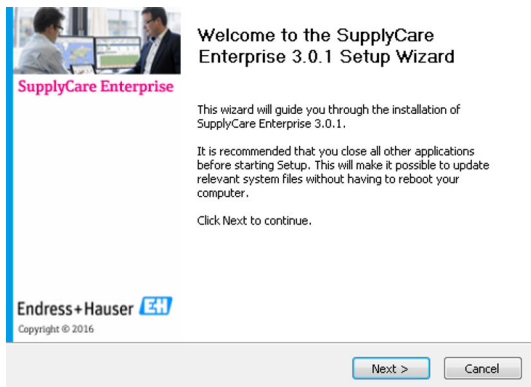 Welcome to the SupplyCare
Enterprise 3.0.1 Setup Wizard
SupplyCare Enterprise
This wizard will guide you through the installation of
SupplyCare Enterprise 3.0.1.
It is recommended that you close all other applications
before starting Setup. This will make it possible to update
relevant system files without having to reboot your
computer.
Click Next to continue.
Endress+Hauser EH
Copyright © 2016
Next >
Cancel